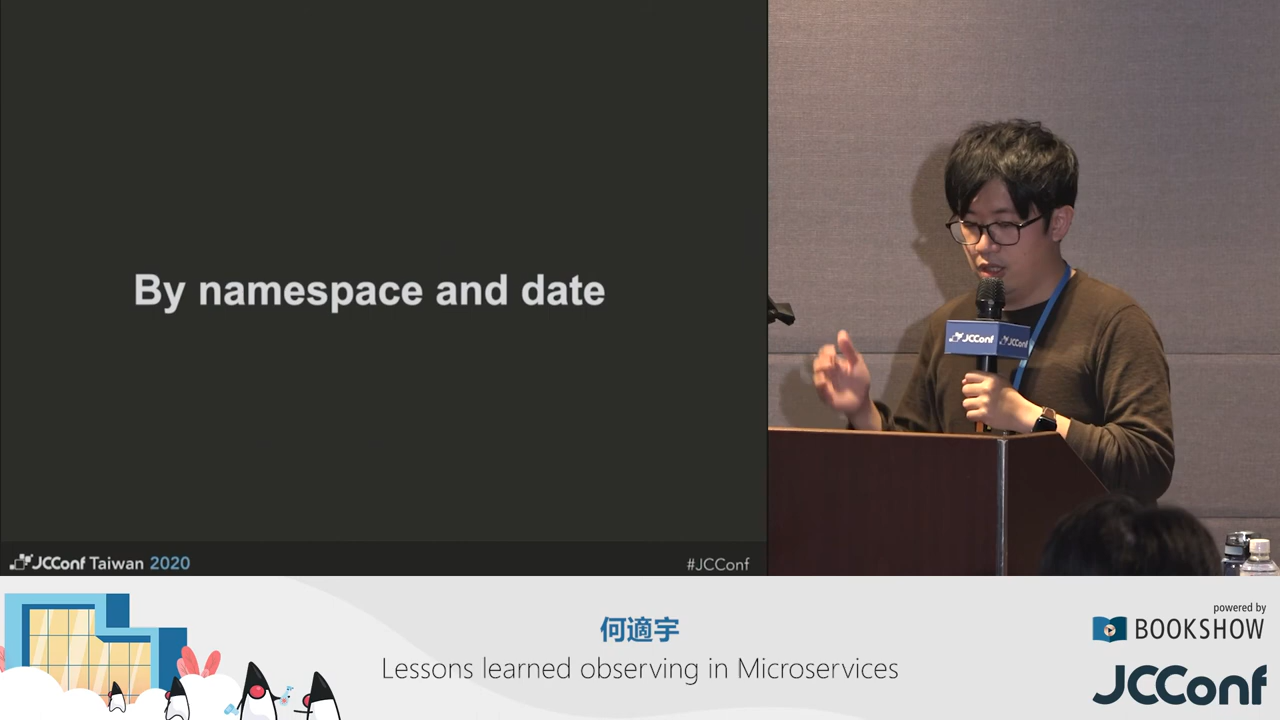 By namespace and date
JCConf Taiwan 2020
#JCConf
JCConf
JCConf
何適宇
Lessons learned observing in Microservices
powered by
BOOKSHOW
JCConf